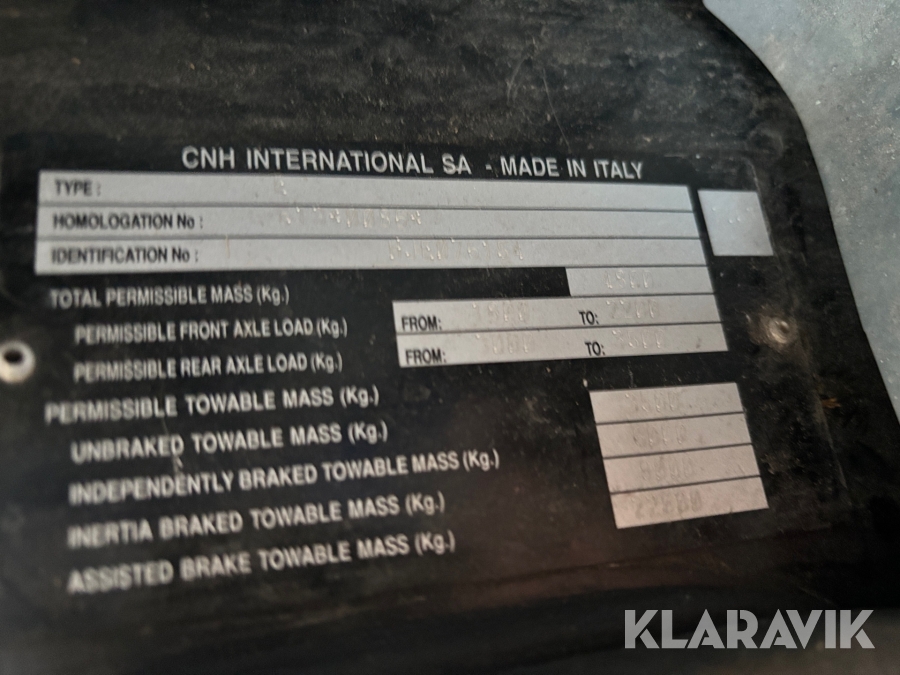 CNH INTERNATIONAL SA - MADE IN ITALY
TYPE :
HOMOLOGATION No :
IDENTIFICATION No :
TOTAL PERMISSIBLE MASS (Kg.)
PERMISSIBLE FRONT AXLE LOAD (Kg.) FROM: TO:
PERMISSIBLE REAR AXLE LOAD (Kg.) FROM: TO:
PERMISSIBLE TOWABLE MASS (Kg.)
UNBRAKED TOWABLE MASS (Kg.)
INDEPENDENTLY BRAKED TOWABLE MASS (Kg.)
INERTIA BRAKED TOWABLE MASS (Kg.)
ASSISTED BRAKE TOWABLE MASS (Kg.)
KLARAVIK